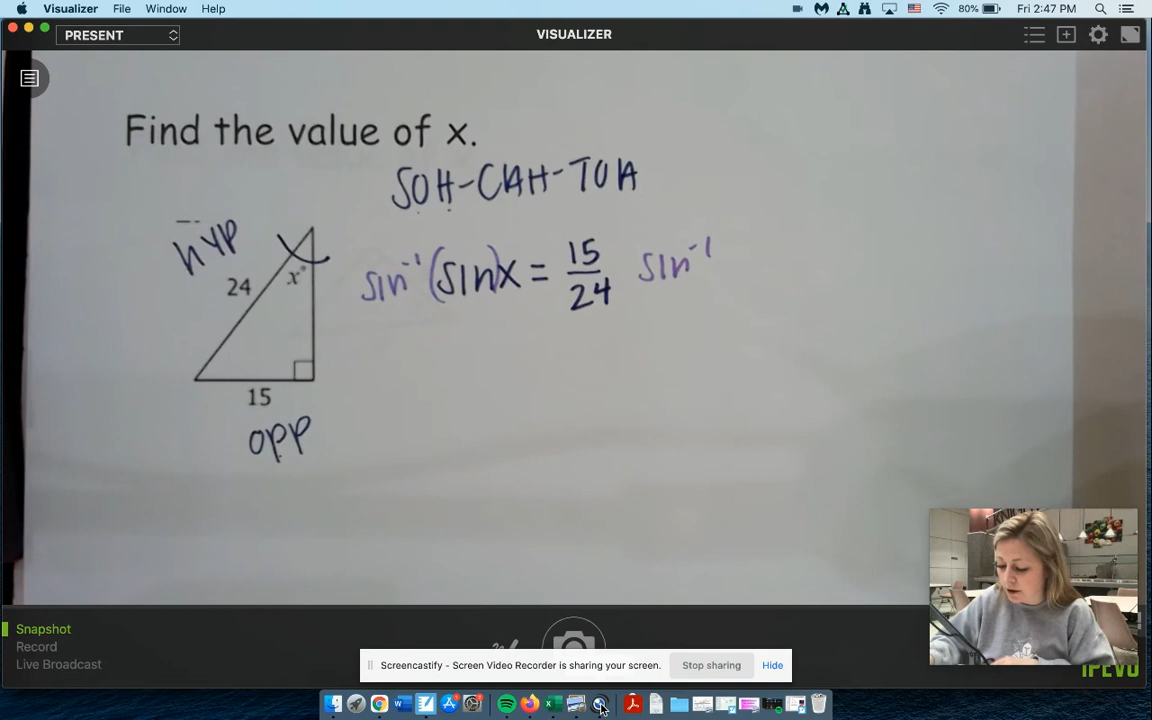 Visualizer File Window Help 80% Fri 2:47 PM
PRESENT
VISUALIZER
Find the value of x.
SOH-CAH-TOA
hyp
24
x°
sin⁻¹(sin)x = 15/24 sin⁻¹
15
opp
Snapshot
Record
Live Broadcast
Screencastify - Screen Video Recorder is sharing your screen. Stop sharing Hide
IPEVO